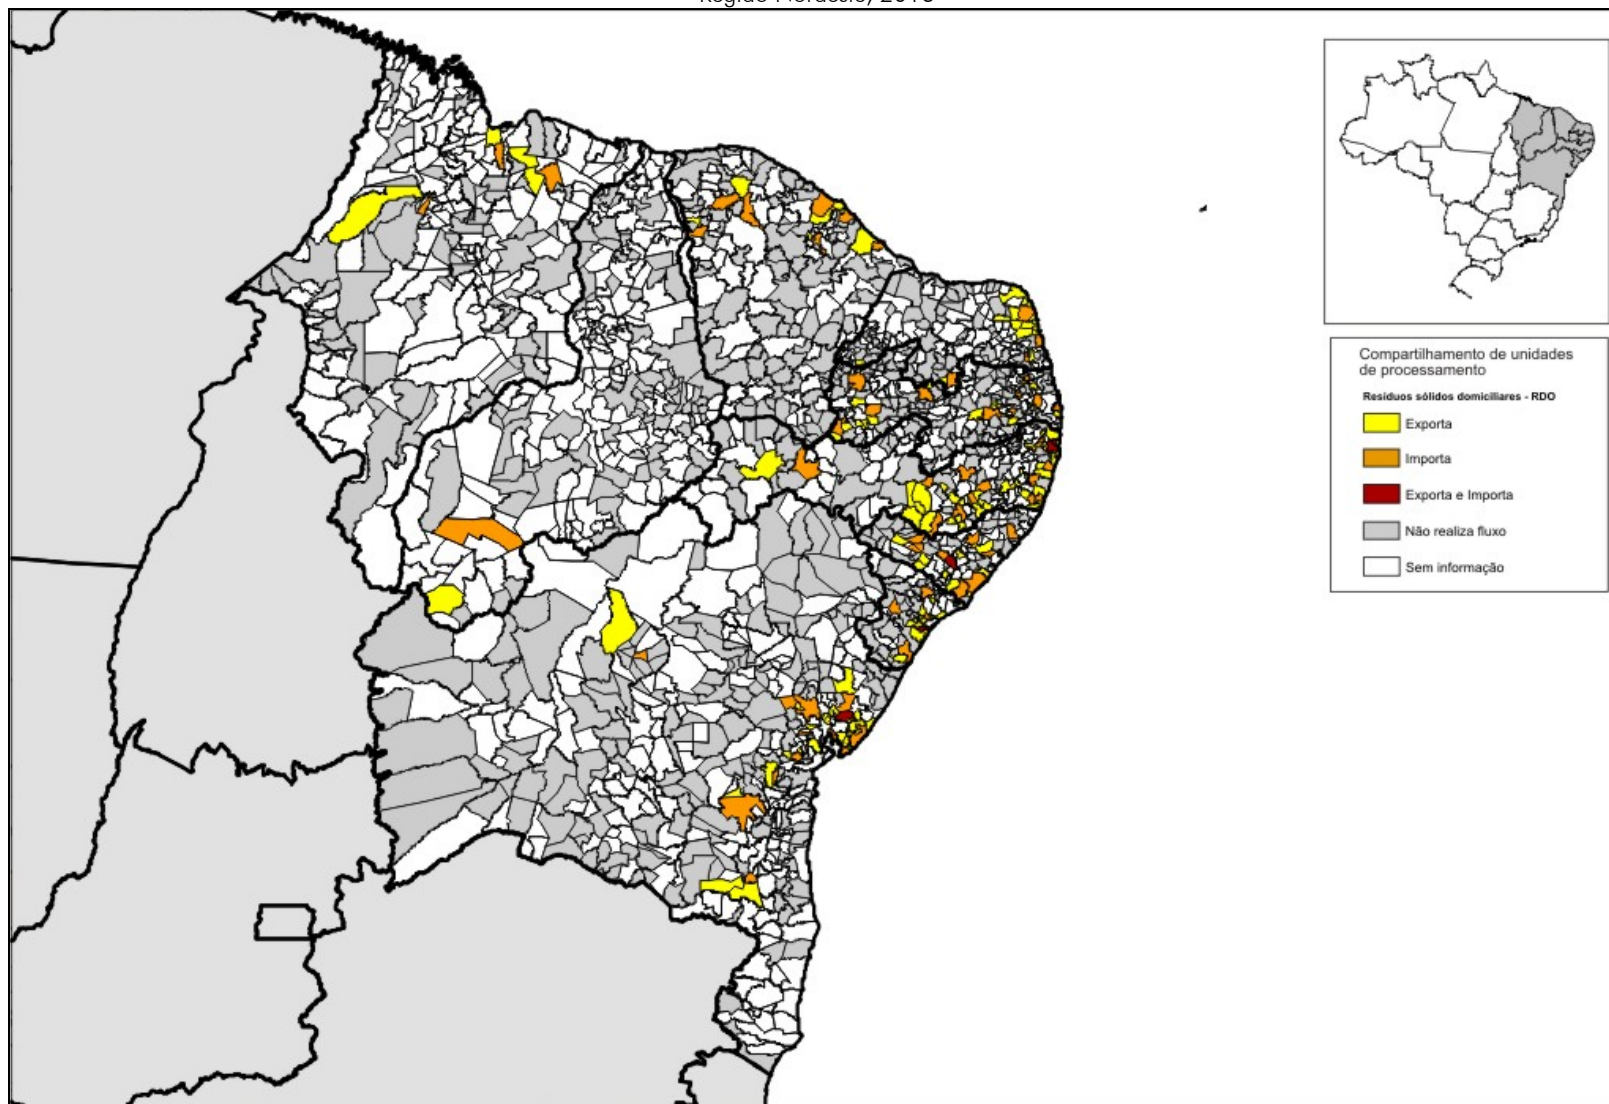 Compartilhamento de unidades
de processamento
Resíduos sólidos domiciliares - RDO
Exporta
Importa
Exporta e Importa
Não realiza fluxo
Sem informação